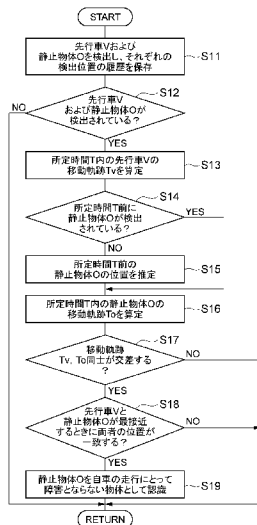 START
先行車Vおよび
静止物体Oを検出し、それぞれの
検出位置の履歴を保存
S11
先行車V
および静止物体Oが
検出されている？
S12
NO
YES
所定時間T内の先行車Vの
移動軌跡Tvを算定
S13
所定時間T前に
静止物体Oが検出
されている？
S14
YES
NO
所定時間T前の
静止物体Oの位置を推定
S15
所定時間T内の静止物体Oの
移動軌跡Toを算定
S16
移動軌跡
Tv、To同士が交差する
？
S17
NO
YES
先行車Vと
静止物体Oが最接近
するときに両者の位置が
一致する？
S18
NO
YES
静止物体Oを自車の走行にとって
障害とならない物体として認識
S19
RETURN